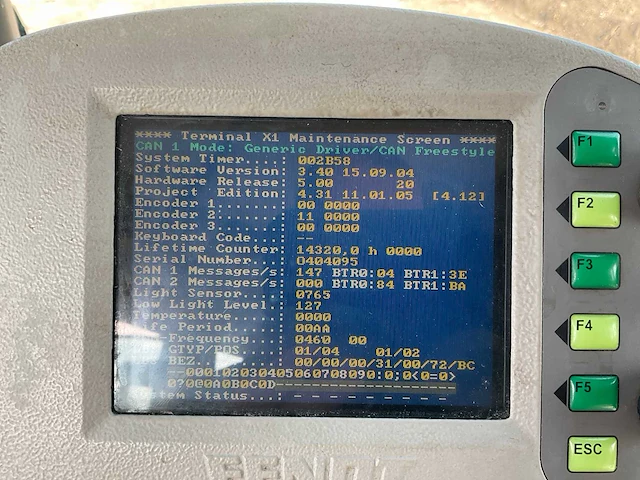 **** Terminal X1 Maintenance Screen ****
CAN 1 Mode: Generic Driver/CAN Freestyle
System Timer....: 002B58
Software Version: 3.40 15.09.04
Hardware Release: 5.00 20
Project Edition: 4.31 11.01.05 [4.12]
Encoder 1.......: 00 0000
Encoder 2.......: 11 0000
Encoder 3.......: 00 0000
Keyboard Code...: --
Lifetime Counter: 14320,0 h 0000
Serial Number...: 0404095
CAN 1 Messages/s: 147 BTR0:04 BTR1:3E
CAN 2 Messages/s: 000 BTR0:84 BTR1:BA
Light Sensor....: 0765
Low Light Level.: 127
Temperature.....: 0000
Life Period.....: 00AA
-Frequency....: 0460 00
GTYP/POS......: 01/04 01/02
BEZ...........: 00/00/00/31/00/72/BC
--000102030405060708090:0;0<0=0>
07000A0B0C0D--------------------
System Status...: - - - - - - - -
F1
F2
F3
F4
F5
ESC
FENDT